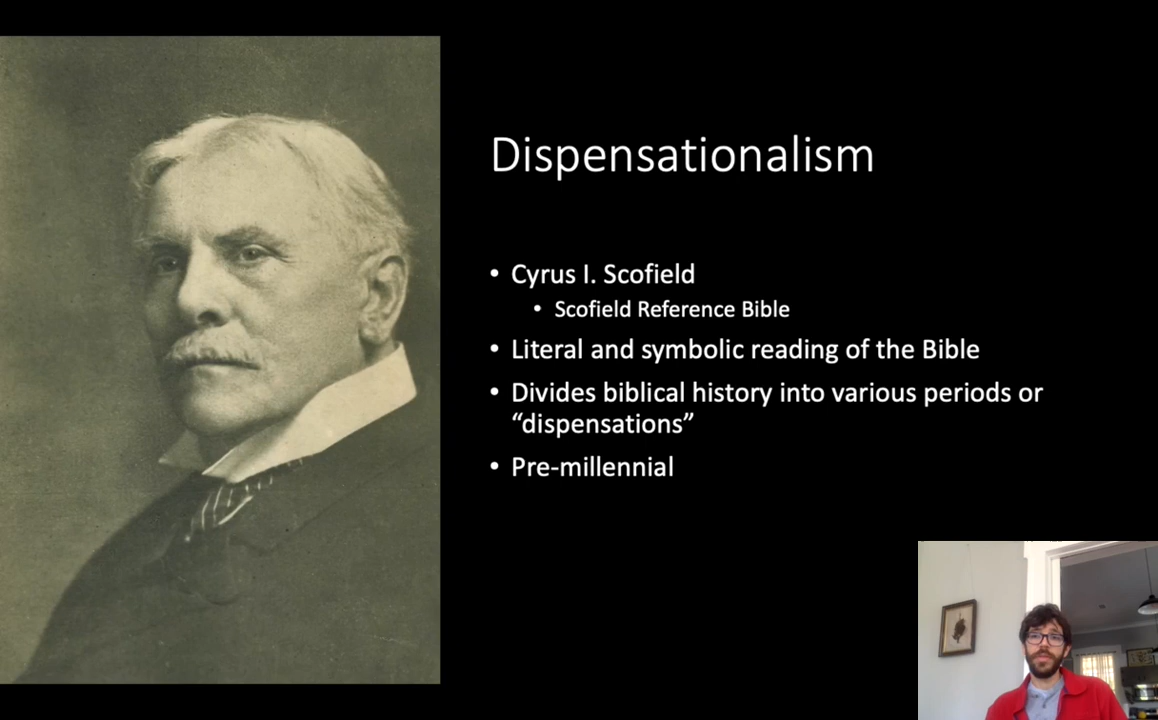 Dispensationalism
• Cyrus I. Scofield
• Scofield Reference Bible
• Literal and symbolic reading of the Bible
• Divides biblical history into various periods or
“dispensations”
• Pre-millennial